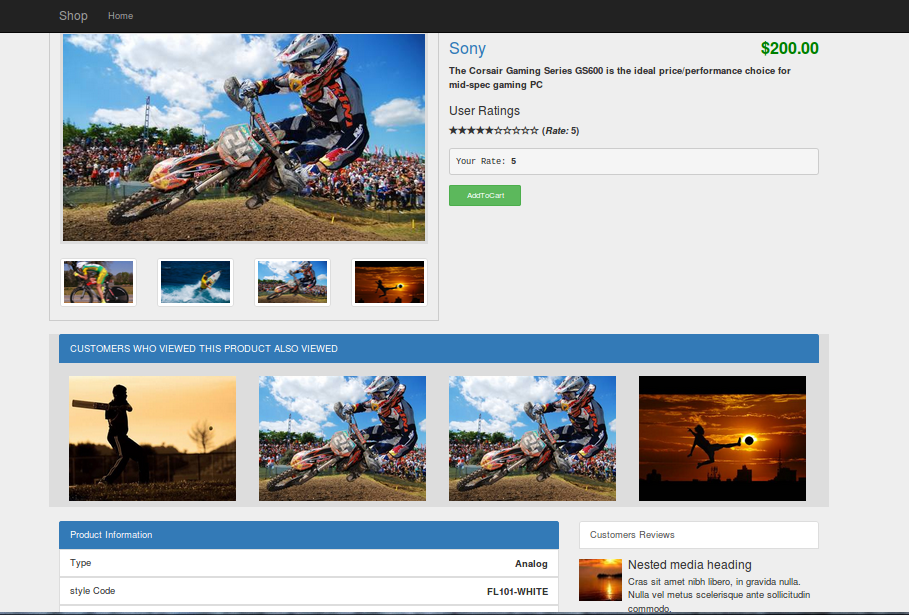 Shop Home
Sony $200.00
The Corsair Gaming Series GS600 is the ideal price/performance choice for
mid-spec gaming PC
User Ratings
★★★★★☆☆☆☆☆ (Rate: 5)
Your Rate: 5
AddToCart
CUSTOMERS WHO VIEWED THIS PRODUCT ALSO VIEWED
Product Information
Type Analog
style Code FL101-WHITE
Customers Reviews
Nested media heading
Cras sit amet nibh libero, in gravida nulla.
Nulla vel metus scelerisque ante sollicitudin
commodo.